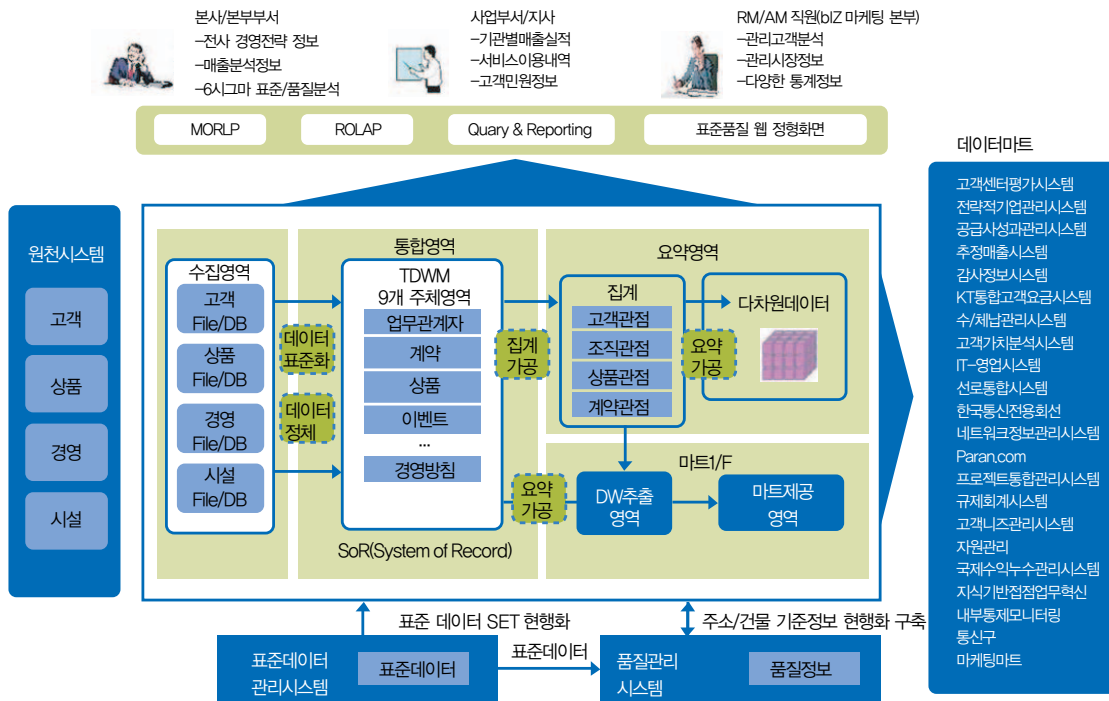 본사/본부부서
-전사 경영전략 정보
-매출분석정보
-6시그마 표준/품질분석
사업부서/지사
-기관별매출실적
-서비스이용내역
-고객민원정보
RM/AM 직원(bIZ 마케팅 본부)
-관리고객분석
-관리시장정보
-다양한 통계정보
MORLP
ROLAP
Quary & Reporting
표준품질 웹 정형화면
원천시스템
고객
상품
경영
시설
수집영역
고객
File/DB
상품
File/DB
경영
File/DB
시설
File/DB
데이터
표준화
데이터
정체
통합영역
TDWM
9개 주체영역
업무관계자
계약
상품
이벤트
...
경영방침
SoR(System of Record)
집계
가공
요약
가공
요약영역
집계
고객관점
조직관점
상품관점
계약관점
요약
가공
다차원데이터
마트1/F
DW추출
영역
마트제공
영역
데이터마트
고객센터평가시스템
전략적기업관리시스템
공급사성과관리시스템
추정매출시스템
감사정보시스템
KT통합고객요금시스템
수/체납관리시스템
고객가치분석시스템
IT-영업시스템
선로통합시스템
한국통신전용회선
네트워크정보관리시스템
Paran.com
프로젝트통합관리시스템
규제회계시스템
고객니즈관리시스템
자원관리
국제수익누수관리시스템
지식기반접점업무혁신
내부통제모니터링
통신구
마케팅마트
표준 데이터 SET 현행화
주소/건물 기준정보 현행화 구축
표준데이터
관리시스템
표준데이터
표준데이터
품질관리
시스템
품질정보